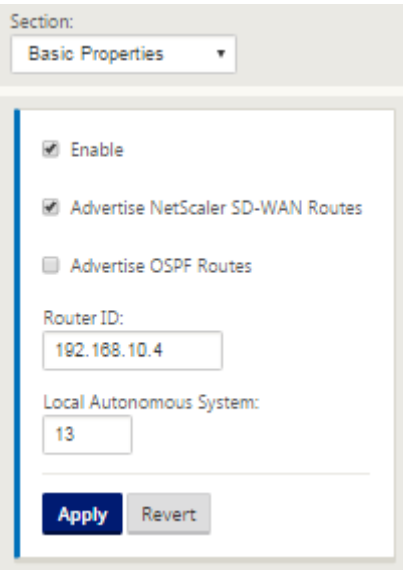 Section:
Basic Properties
Enable
Advertise NetScaler SD-WAN Routes
Advertise OSPF Routes
Router ID:
192.168.10.4
Local Autonomous System:
13
Apply Revert